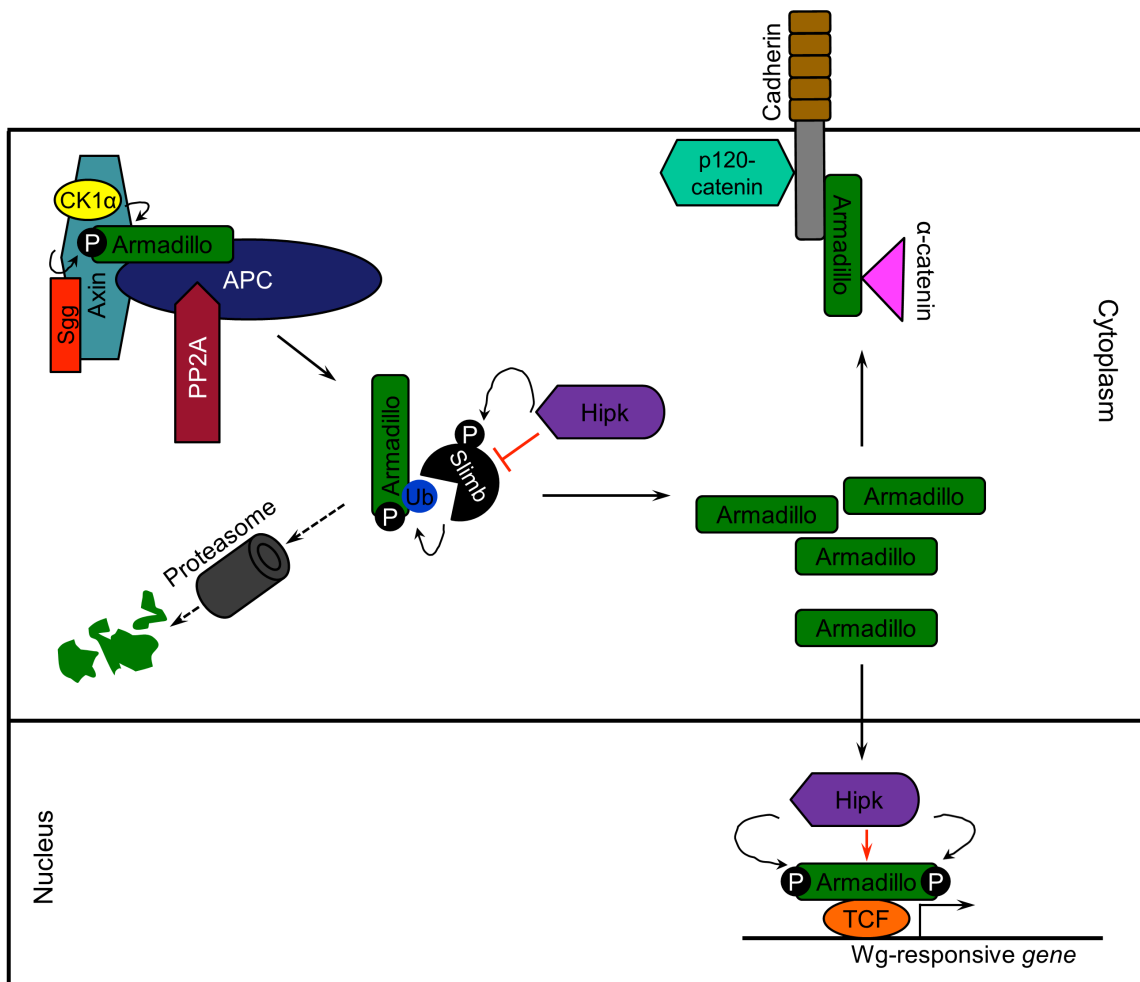 Cadherin
p120-
catenin
Armadillo
α-catenin
Cytoplasm
CK1α
P
Armadillo
Axin
APC
Sgg
PP2A
Armadillo
P
Ub
P
Slimb
Hipk
Proteasome
Armadillo
Armadillo
Armadillo
Armadillo
Nucleus
Hipk
P
Armadillo
P
TCF
Wg-responsive gene